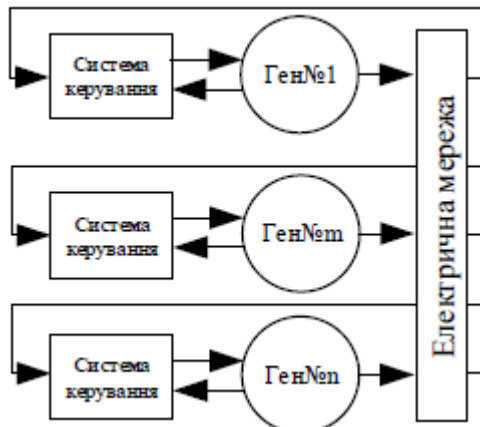 Система
керування
Ген№1
Система
керування
Ген№m
Система
керування
Ген№n
Електрична мережа